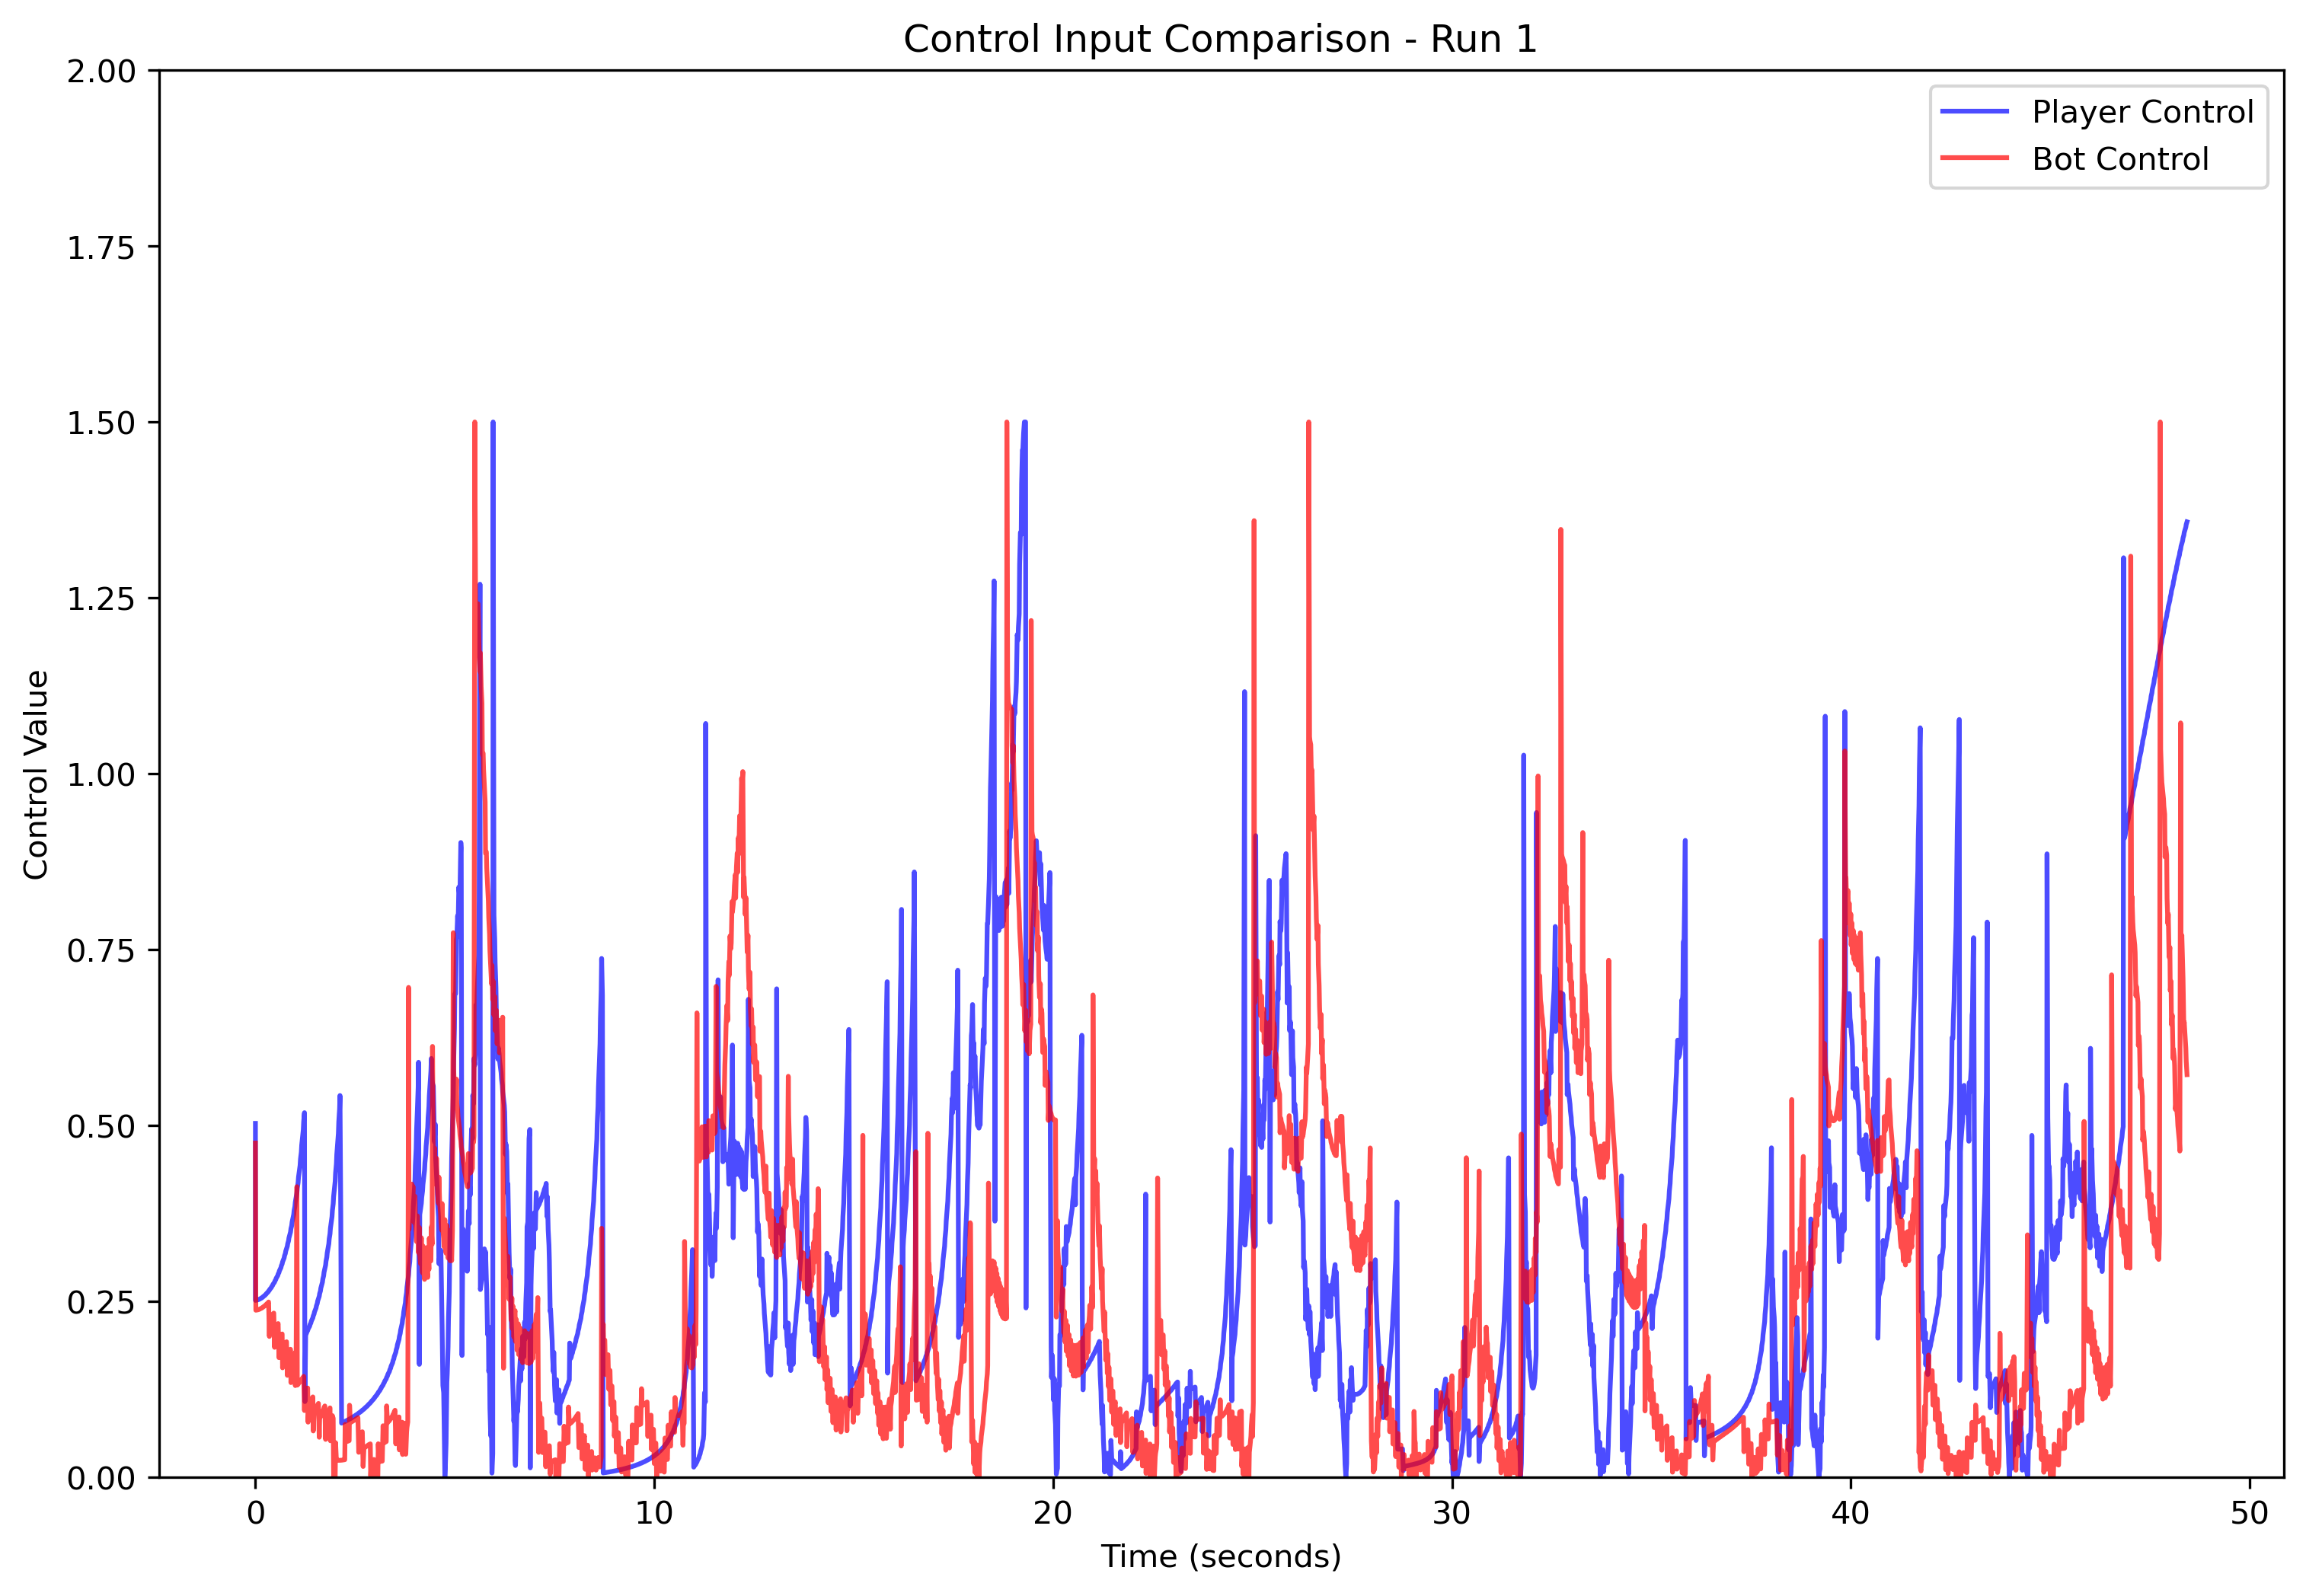 Control Input Comparison - Run 1
Player Control
Bot Control
Control Value
2.00
1.75
1.50
1.25
1.00
0.75
0.50
0.25
0.00
0 10 20 30 40 50
Time (seconds)